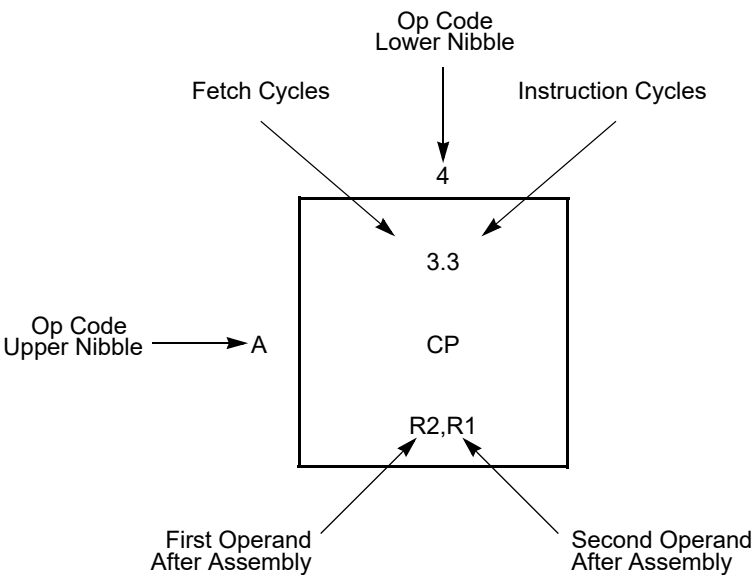 Op Code
Lower Nibble
Fetch Cycles
Instruction Cycles
4
3.3
Op Code
Upper Nibble
A
CP
R2,R1
First Operand
After Assembly
Second Operand
After Assembly